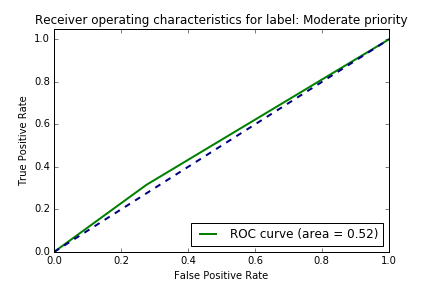 Receiver operating characteristics for label: Moderate priority
1.0
0.8
0.6
0.4
0.2
0.0
True Positive Rate
ROC curve (area = 0.52)
0.0 0.2 0.4 0.6 0.8 1.0
False Positive Rate